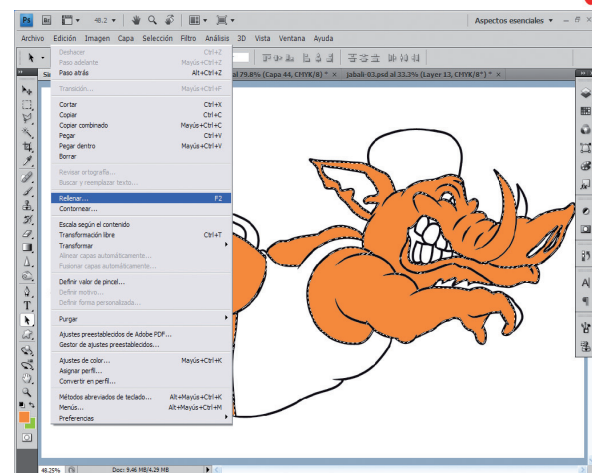 Ps Br 48.2 Aspectos esenciales
Archivo Edición Imagen Capa Selección Filtro Análisis 3D Vista Ventana Ayuda
al 79.8% (Capa 44, CMYK/8) * × jabali-03.psd al 33.3% (Layer 13, CMYK/8*) * ×
Deshacer Ctrl+Z
Paso adelante Mayús+Ctrl+Z
Paso atrás Alt+Ctrl+Z
Transición... Mayús+Ctrl+F
Cortar Ctrl+X
Copiar Ctrl+C
Copiar combinado Mayús+Ctrl+C
Pegar Ctrl+V
Pegar dentro Mayús+Ctrl+V
Borrar
Revisar ortografía...
Buscar y reemplazar texto...
Rellenar... F2
Contornear...
Escala según el contenido
Transformación libre Ctrl+T
Transformar
Alinear capas automáticamente...
Fusionar capas automáticamente...
Definir valor de pincel...
Definir motivo...
Definir forma personalizada...
Purgar
Ajustes preestablecidos de Adobe PDF...
Gestor de ajustes preestablecidos...
Ajustes de color... Mayús+Ctrl+K
Asignar perfil...
Convertir en perfil...
Métodos abreviados de teclado... Alt+Mayús+Ctrl+K
Menús... Alt+Mayús+Ctrl+M
Preferencias
48.25% Doc: 9.46 MB/4.29 MB